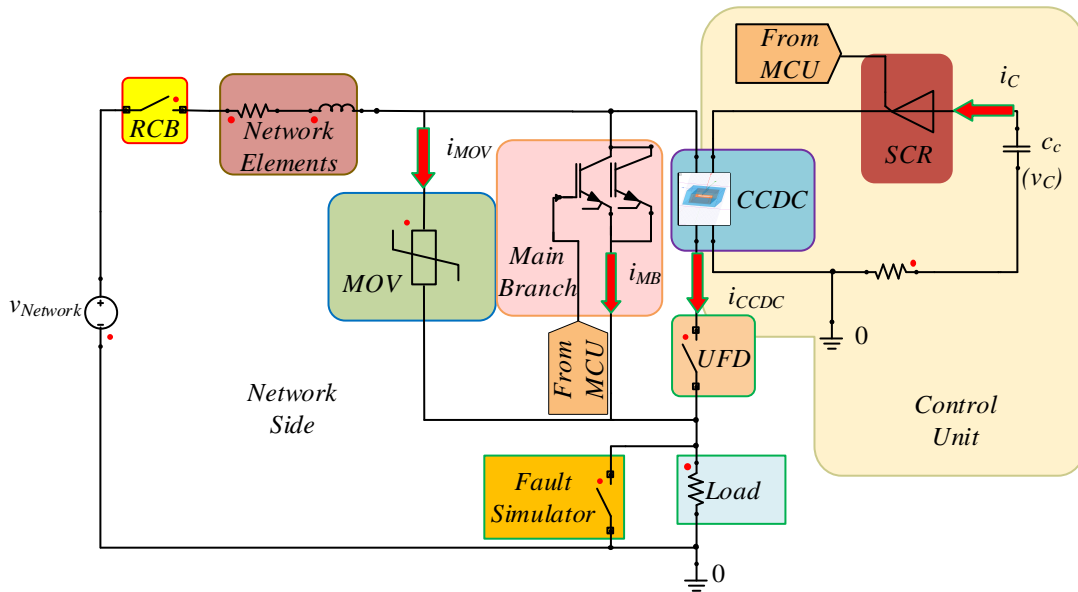 From
MCU
i_C
RCB
Network
Elements
i_MOV
SCR
c_c
(v_C)
CCDC
MOV
Main
Branch
i_MB
i_CCDC
v_Network
+
−
UFD
0
From
MCU
Network
Side
Control
Unit
Fault
Simulator
Load
0